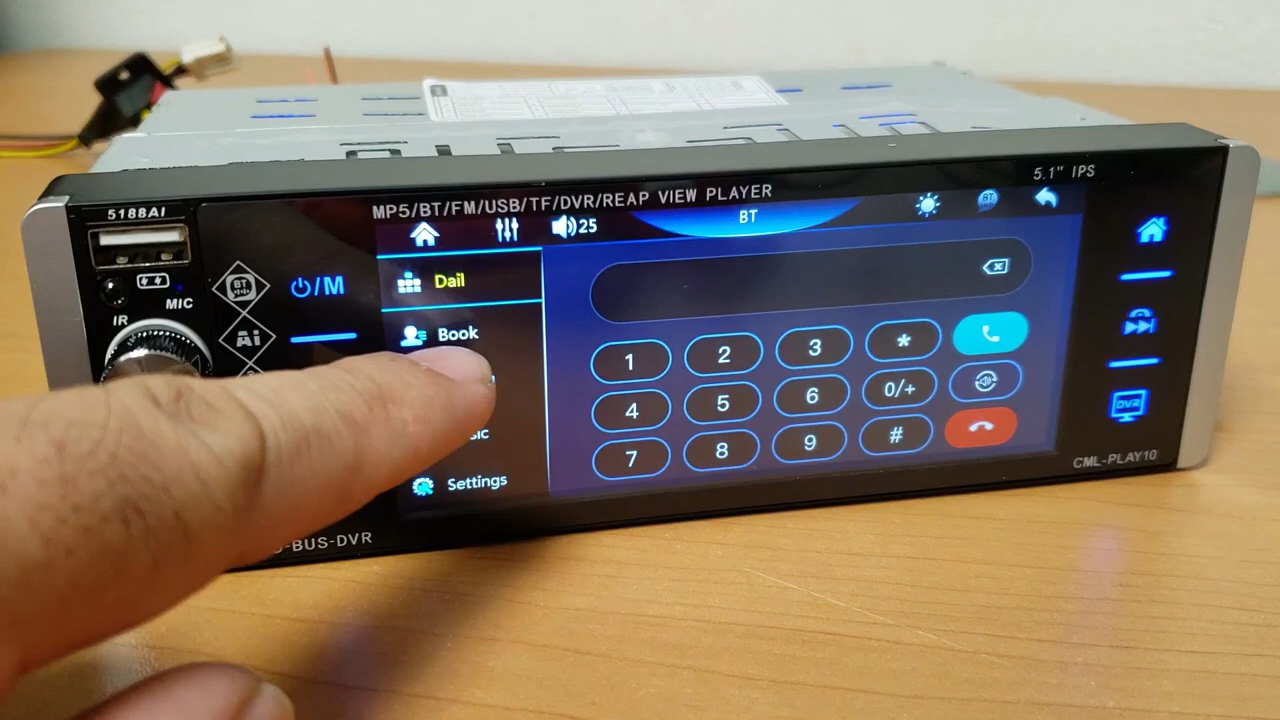 5188AI
MP5/BT/FM/USB/TF/DVR/REAP VIEW PLAYER
5.1" IPS
25
BT
MIC
IR
BT
Ai
/M
Dail
Book
Settings
1
2
3
*
4
5
6
0/+
7
8
9
#
DVR
CML-PLAY10
-BUS-DVR